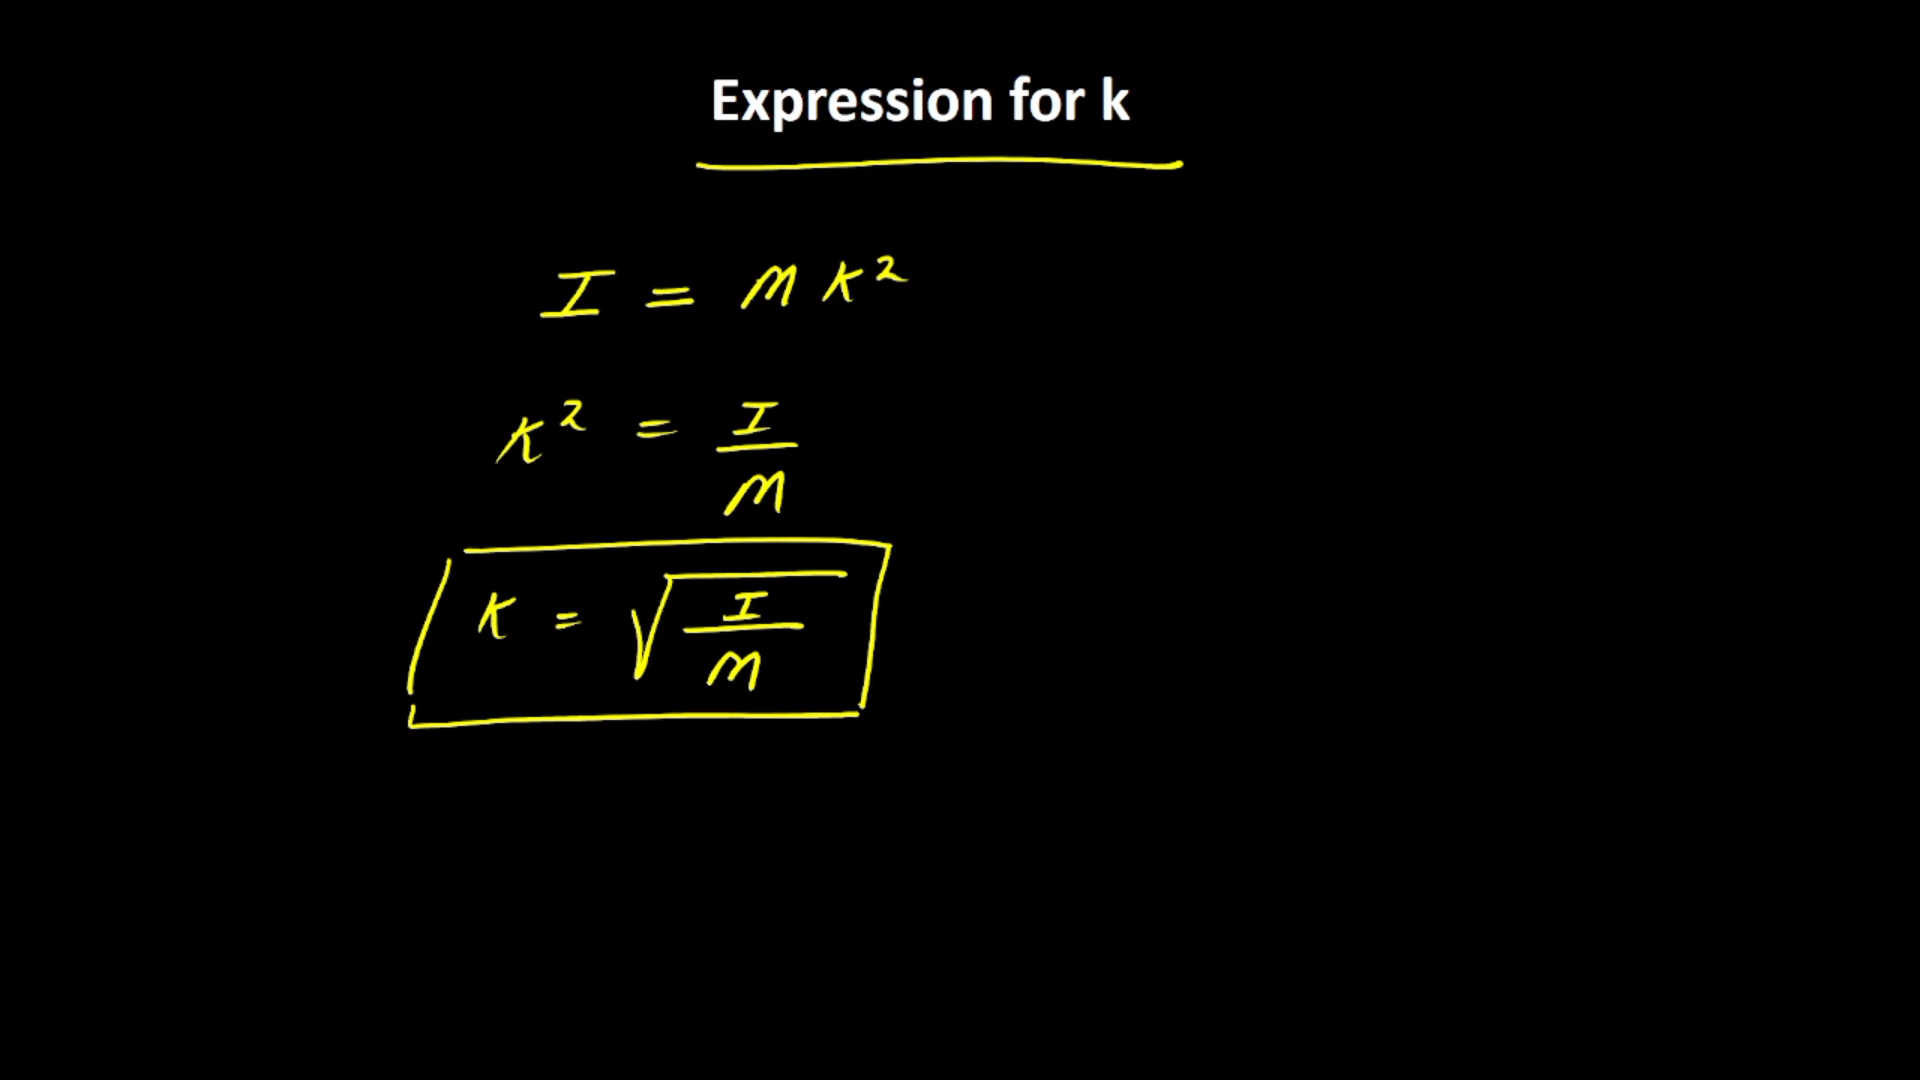 Expression for k
I = MK²
K² = I/M
K = √(I/M)